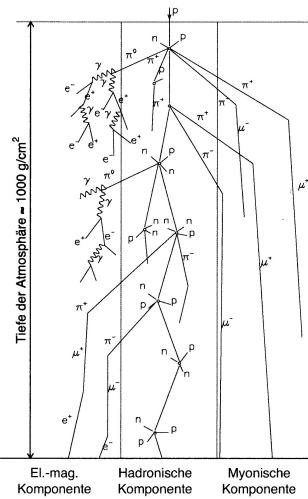 p
n p
π⁰ π⁺
γ γ n p
e⁻ e⁺
p
π⁺ π⁺ π⁻ μ⁻ π⁺
e⁺ e⁻ e⁺
e⁻
n p
π⁰ n π⁻
γ γ
e⁺ e⁻
p n n
p n p
n p
e⁻ e⁺
π⁻
μ⁺ μ⁺
π⁺ n p
π⁻ n p
μ⁺ μ⁻ μ⁻
n p
n
e⁺
n p
e⁻ p
Tiefe der Atmosphäre ≈ 1000 g/cm²
El.-mag. Hadronische Myonische
Komponente Komponente Komponente